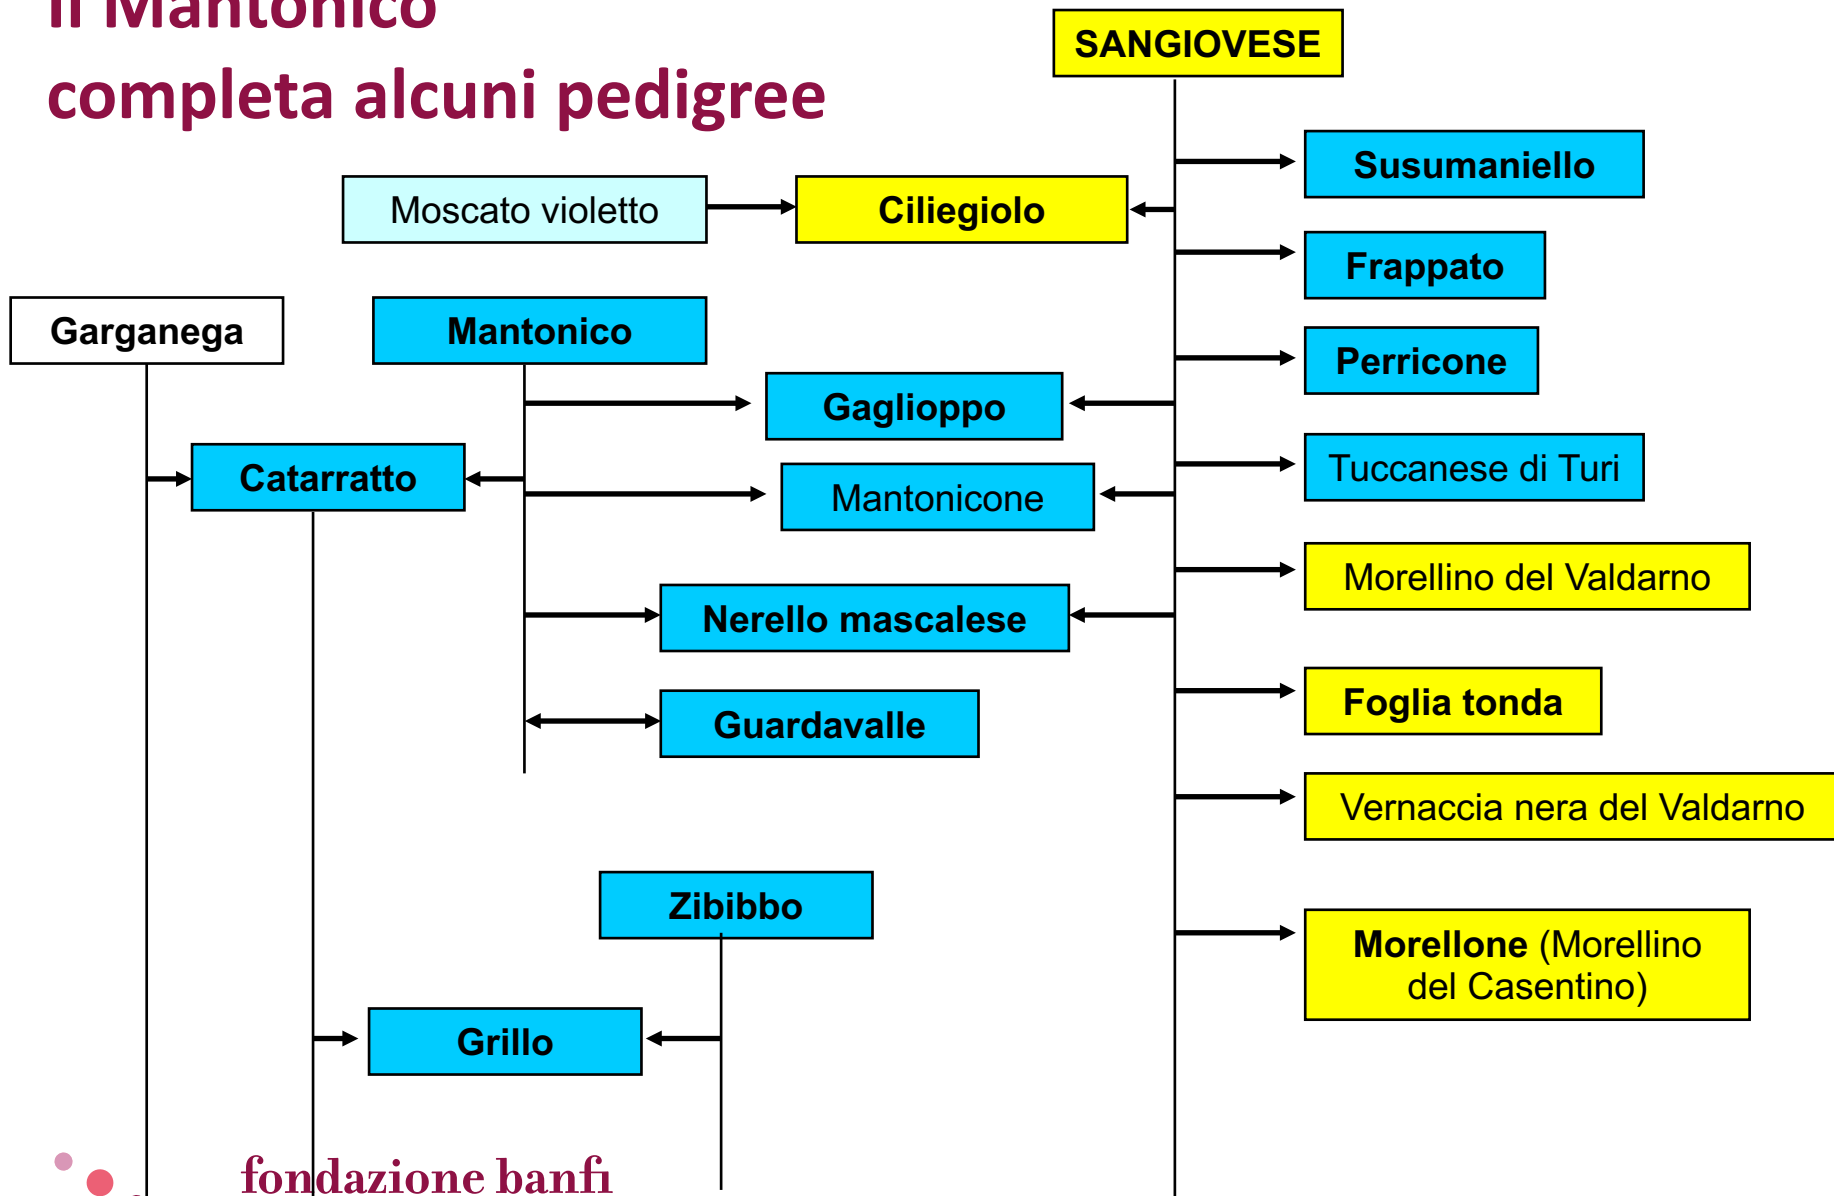 Il Mantonico
completa alcuni pedigree
SANGIOVESE
Susumaniello
Moscato violetto
Ciliegiolo
Frappato
Garganega
Mantonico
Perricone
Gaglioppo
Catarratto
Tuccanese di Turi
Mantonicone
Morellino del Valdarno
Nerello mascalese
Foglia tonda
Guardavalle
Vernaccia nera del Valdarno
Zibibbo
Morellone (Morellino
del Casentino)
Grillo
fondazione banfi